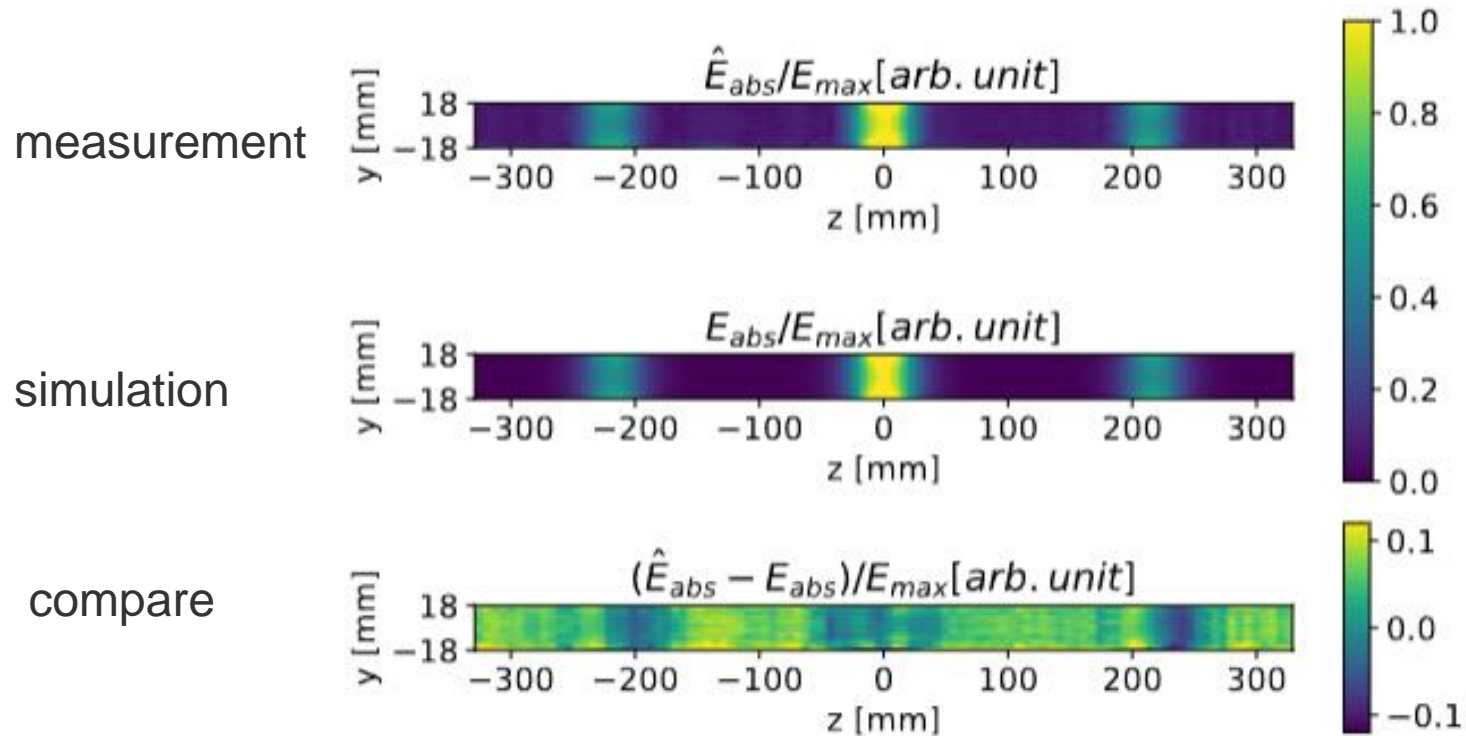 measurement
Ê_abs/E_max[arb. unit]
y [mm]
18
−18
−300 −200 −100 0 100 200 300
z [mm]
simulation
E_abs/E_max[arb. unit]
y [mm]
18
−18
−300 −200 −100 0 100 200 300
z [mm]
1.0
0.8
0.6
0.4
0.2
0.0
compare
(Ê_abs − E_abs)/E_max[arb. unit]
y [mm]
18
−18
−300 −200 −100 0 100 200 300
z [mm]
0.1
0.0
−0.1